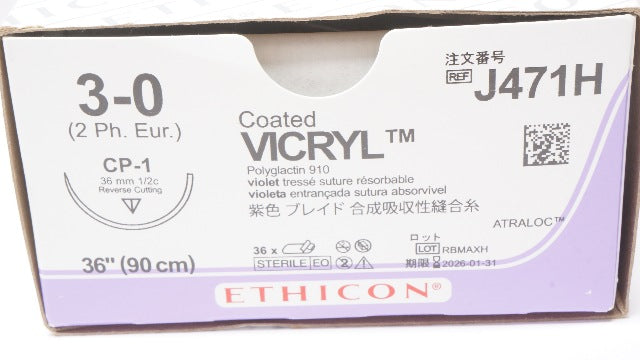 3-0
(2 Ph. Eur.)
CP-1
36 mm 1/2c
Reverse Cutting
36" (90 cm)
Coated
VICRYL™
Polyglactin 910
violet tressé suture résorbable
violeta entrançada sutura absorvível
紫色 ブレイド 合成吸収性縫合糸
36 x
STERILE EO
2
注文番号
REF J471H
ATRALOC™
ロット
LOT RBMAXH
期限 2026-01-31
ETHICON®